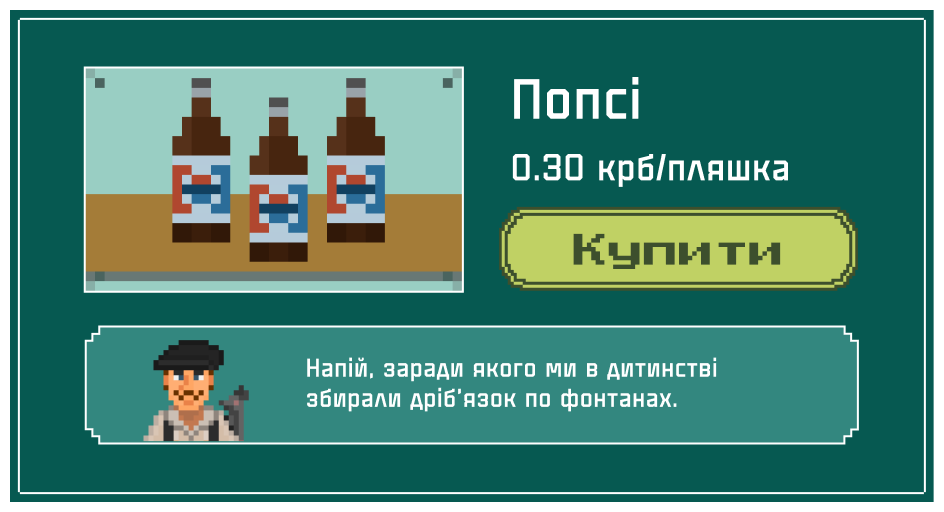 Попсі
0.30 крб/пляшка
Купити
Напій, заради якого ми в дитинстві
збирали дріб'язок по фонтанах.